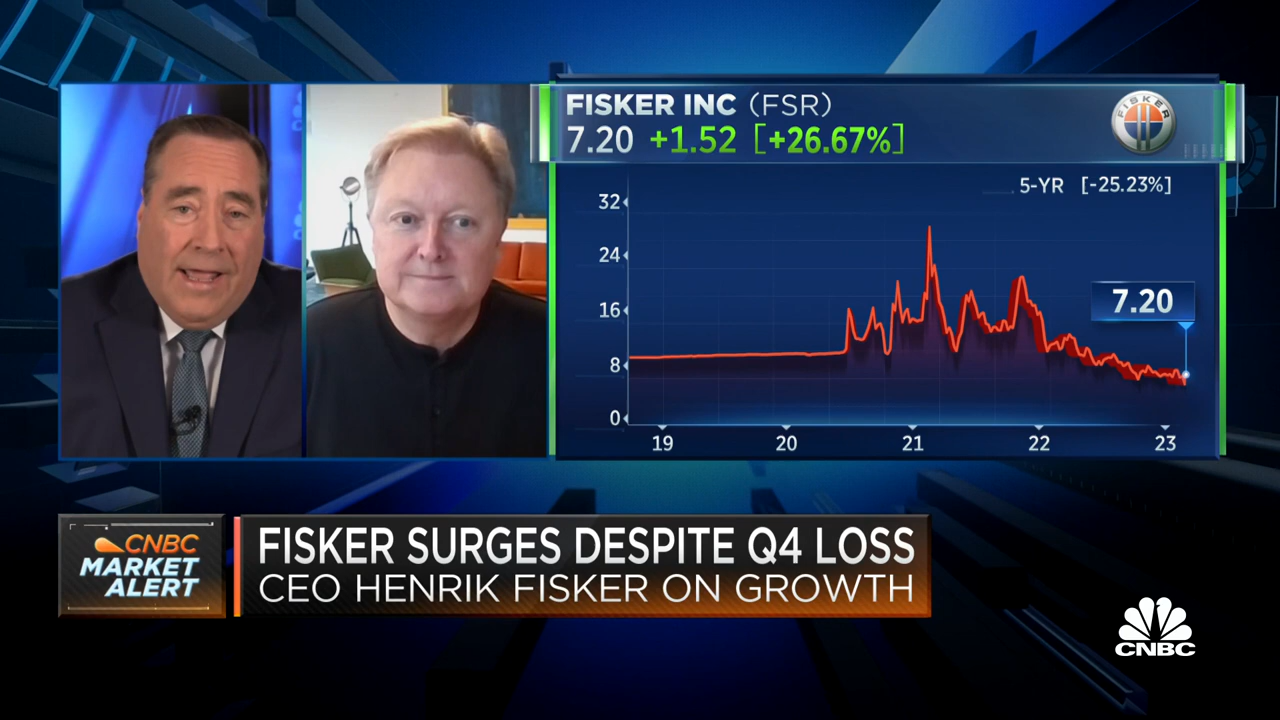 FISKER INC (FSR)
7.20 +1.52 [+26.67%]
FISKER
5-YR [-25.23%]
32
24
16
8
0
7.20
19 20 21 22 23
CNBC
MARKET
ALERT
FISKER SURGES DESPITE Q4 LOSS
CEO HENRIK FISKER ON GROWTH
CNBC